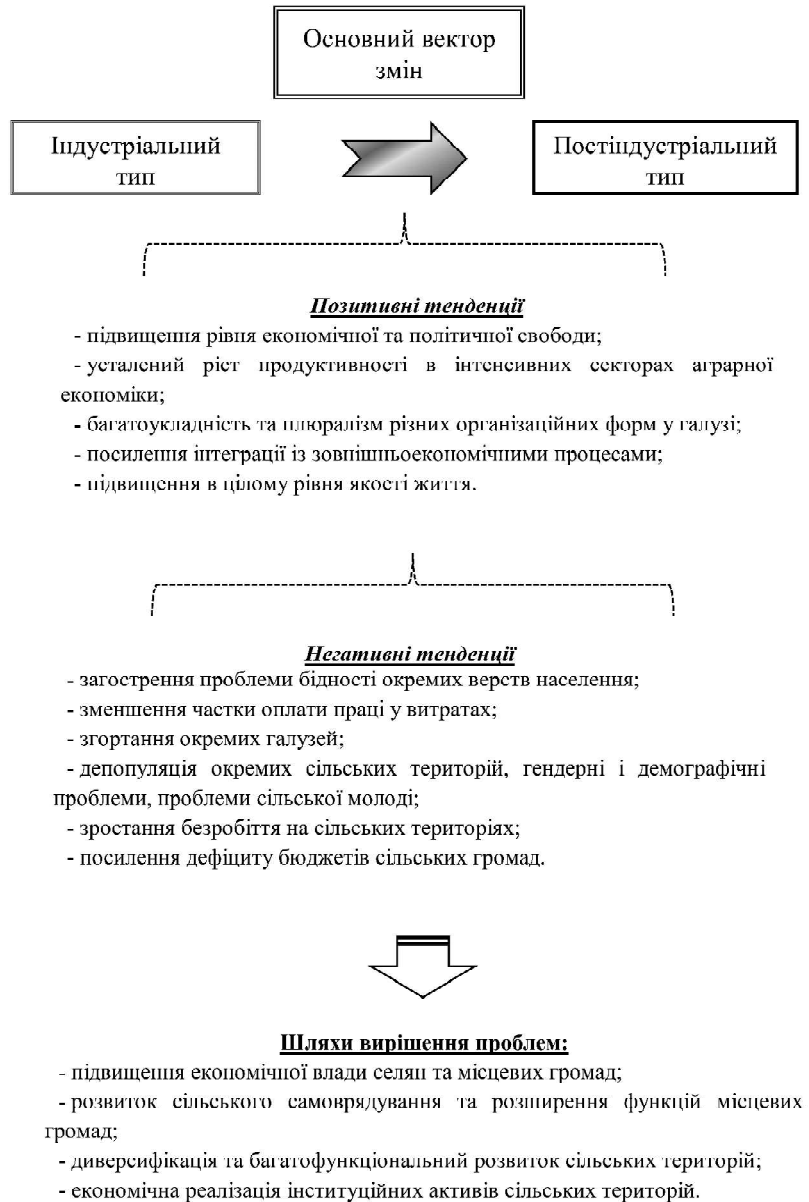 Основний вектор
змін
Індустріальний
тип
Постіндустріальний
тип
Позитивні тенденції
- підвищення рівня економічної та політичної свободи;
- усталений ріст продуктивності в інтенсивних секторах аграрної
економіки;
- багатоукладність та плюралізм різних організаційних форм у галузі;
- посилення інтеграції із зовнішньоекономічними процесами;
- підвищення в цілому рівня якості життя.
Негативні тенденції
- загострення проблеми бідності окремих верств населення;
- зменшення частки оплати праці у витратах;
- згортання окремих галузей;
- депопуляція окремих сільських територій, гендерні і демографічні
проблеми, проблеми сільської молоді;
- зростання безробіття на сільських територіях;
- посилення дефіциту бюджетів сільських громад.
Шляхи вирішення проблем:
- підвищення економічної влади селян та місцевих громад;
- розвиток сільського самоврядування та розширення функцій місцевих
громад;
- диверсифікація та багатофункціональний розвиток сільських територій;
- економічна реалізація інституційних активів сільських територій.